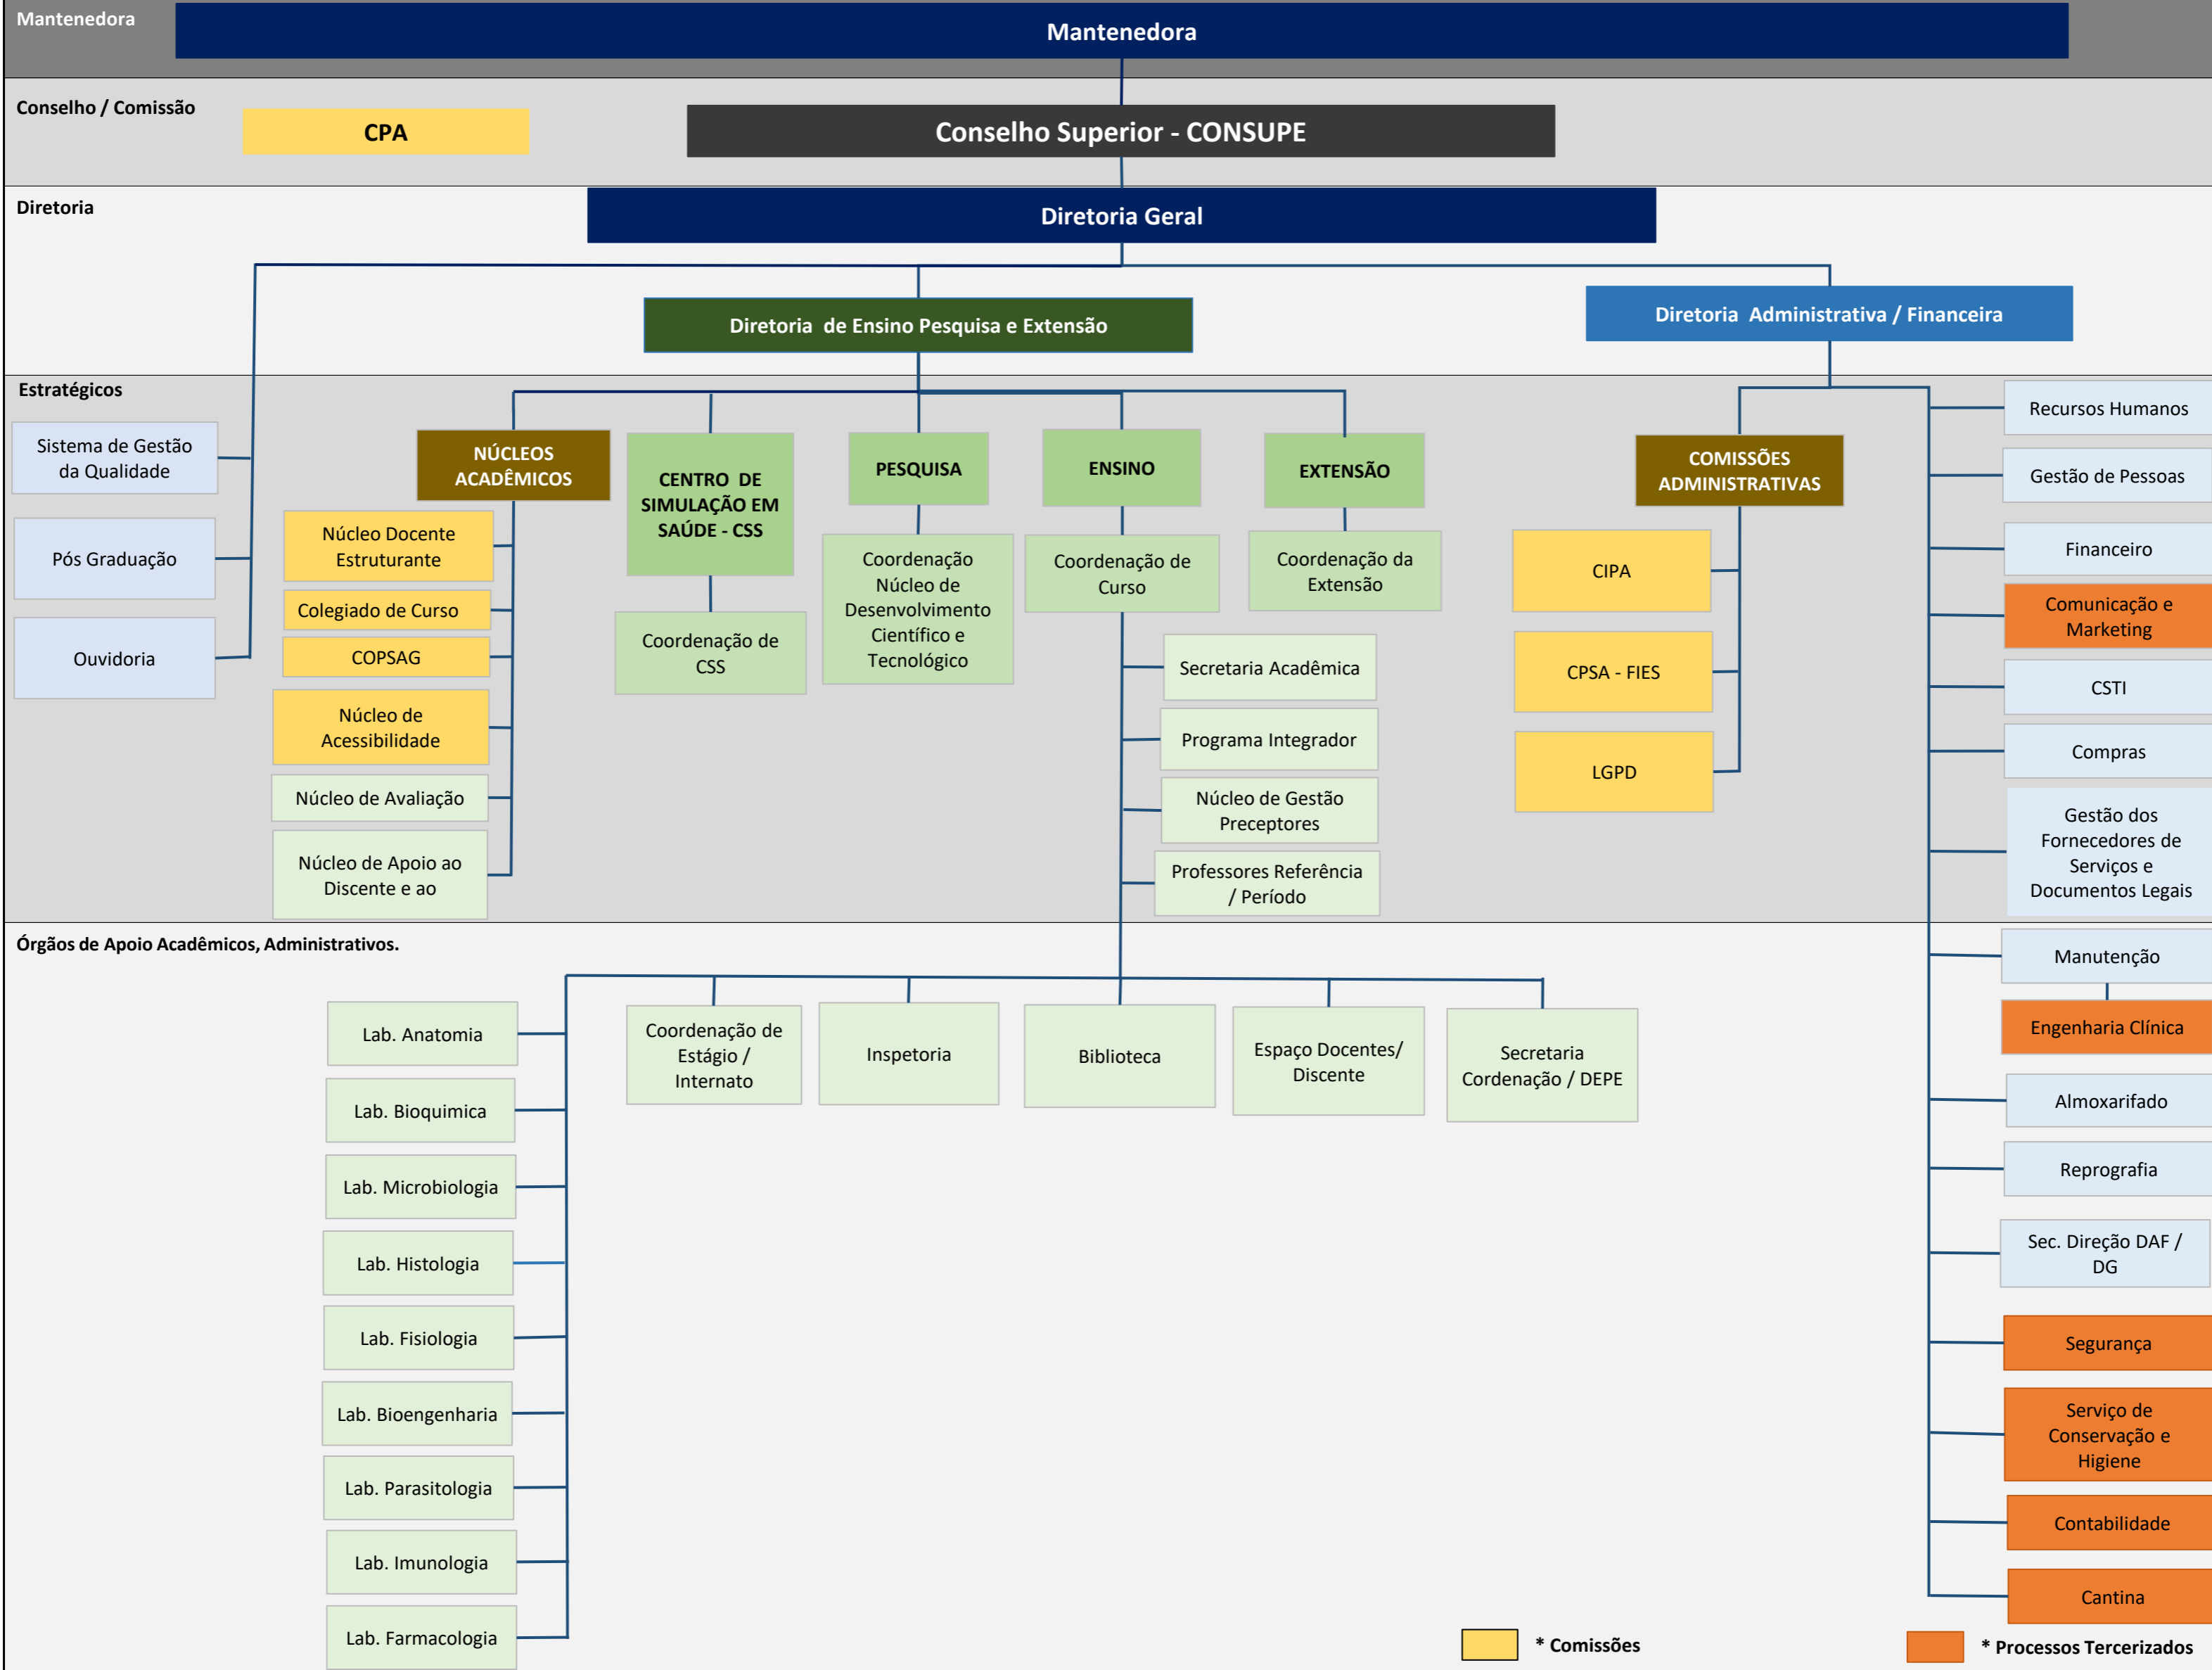 Mantenedora
Mantenedora
Conselho / Comissão
CPA
Conselho Superior - CONSUPE
Diretoria
Diretoria Geral
Diretoria de Ensino Pesquisa e Extensão
Diretoria Administrativa / Financeira
Estratégicos
Sistema de Gestão
da Qualidade
Pós Graduação
Ouvidoria
NÚCLEOS
ACADÊMICOS
Núcleo Docente
Estruturante
Colegiado de Curso
COPSAG
Núcleo de
Acessibilidade
Núcleo de Avaliação
Núcleo de Apoio ao
Discente e ao
CENTRO DE
SIMULAÇÃO EM
SAÚDE - CSS
Coordenação de
CSS
PESQUISA
Coordenação
Núcleo de
Desenvolvimento
Científico e
Tecnológico
ENSINO
Coordenação de
Curso
Secretaria Acadêmica
Programa Integrador
Núcleo de Gestão
Preceptores
Professores Referência
/ Período
EXTENSÃO
Coordenação da
Extensão
COMISSÕES
ADMINISTRATIVAS
CIPA
CPSA - FIES
LGPD
Recursos Humanos
Gestão de Pessoas
Financeiro
Comunicação e
Marketing
CSTI
Compras
Gestão dos
Fornecedores de
Serviços e
Documentos Legais
Órgãos de Apoio Acadêmicos, Administrativos.
Lab. Anatomia
Lab. Bioquimica
Lab. Microbiologia
Lab. Histologia
Lab. Fisiologia
Lab. Bioengenharia
Lab. Parasitologia
Lab. Imunologia
Lab. Farmacologia
Coordenação de
Estágio /
Internato
Inspetoria
Biblioteca
Espaço Docentes/
Discente
Secretaria
Cordenação / DEPE
Manutenção
Engenharia Clínica
Almoxarifado
Reprografia
Sec. Direção DAF /
DG
Segurança
Serviço de
Conservação e
Higiene
Contabilidade
Cantina
* Comissões
* Processos Tercerizados